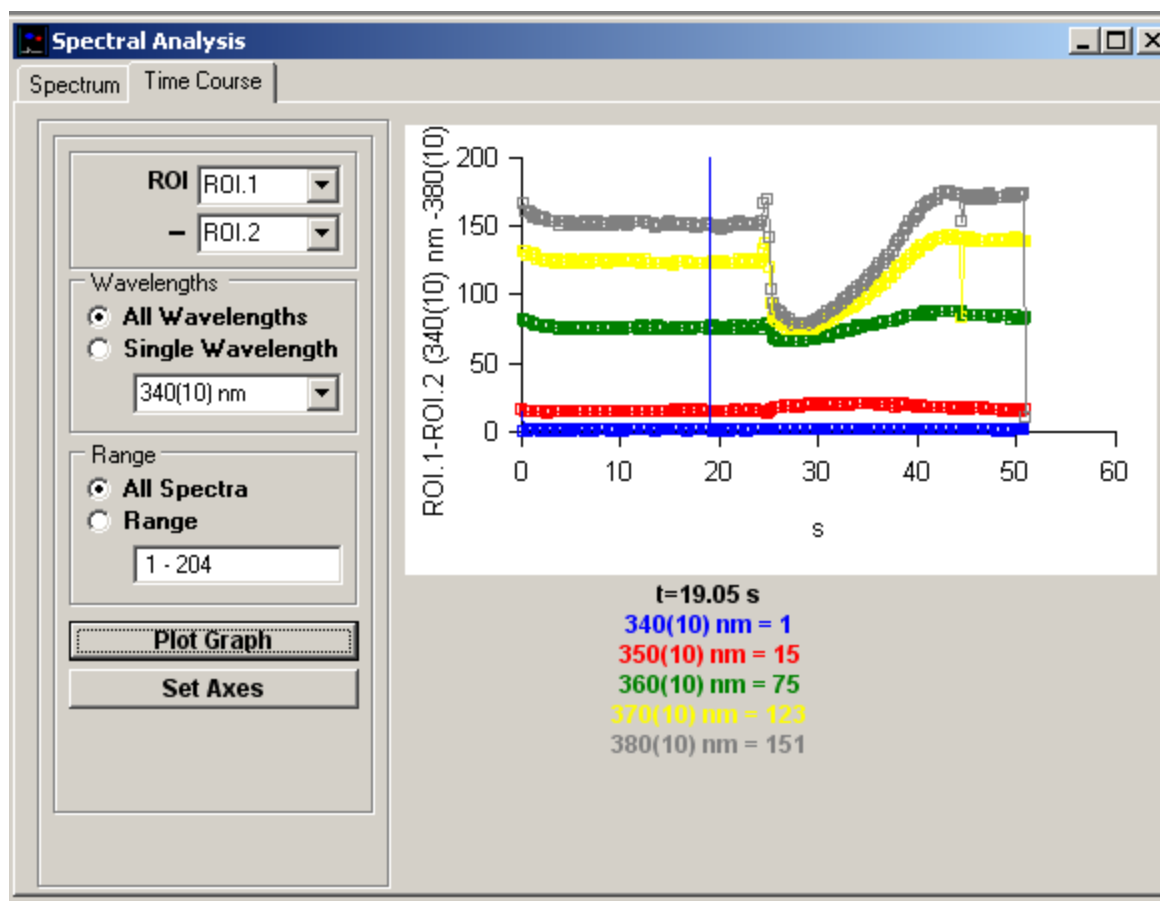 Spectral Analysis
Spectrum
Time Course
ROI
ROI.1
–
ROI.2
Wavelengths
All Wavelengths
Single Wavelength
340(10) nm
Range
All Spectra
Range
1 - 204
Plot Graph
Set Axes
ROI.1-ROI.2 (340(10) nm -380(10)
200
150
100
50
0
0 10 20 30 40 50 60
s
t=19.05 s
340(10) nm = 1
350(10) nm = 15
360(10) nm = 75
370(10) nm = 123
380(10) nm = 151